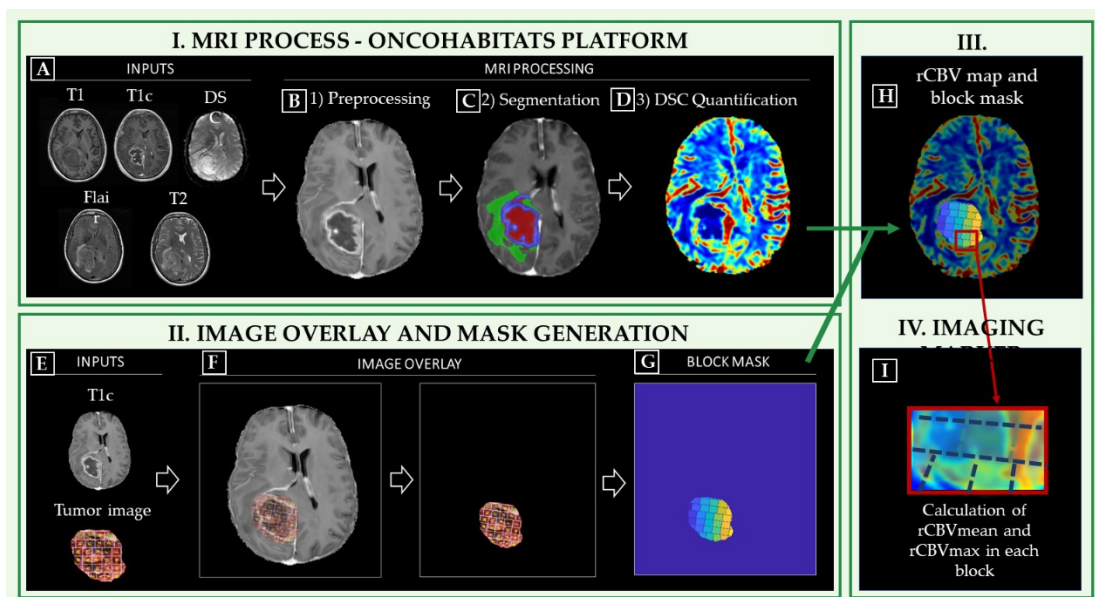 I. MRI PROCESS - ONCOHABITATS PLATFORM
A
INPUTS
T1
T1c
DS
C
Flai
r
T2
MRI PROCESSING
B
1) Preprocessing
C
2) Segmentation
D
3) DSC Quantification
II. IMAGE OVERLAY AND MASK GENERATION
E
INPUTS
T1c
Tumor image
F
IMAGE OVERLAY
G
BLOCK MASK
III.
H
rCBV map and
block mask
IV. IMAGING
I
Calculation of
rCBVmean and
rCBVmax in each
block